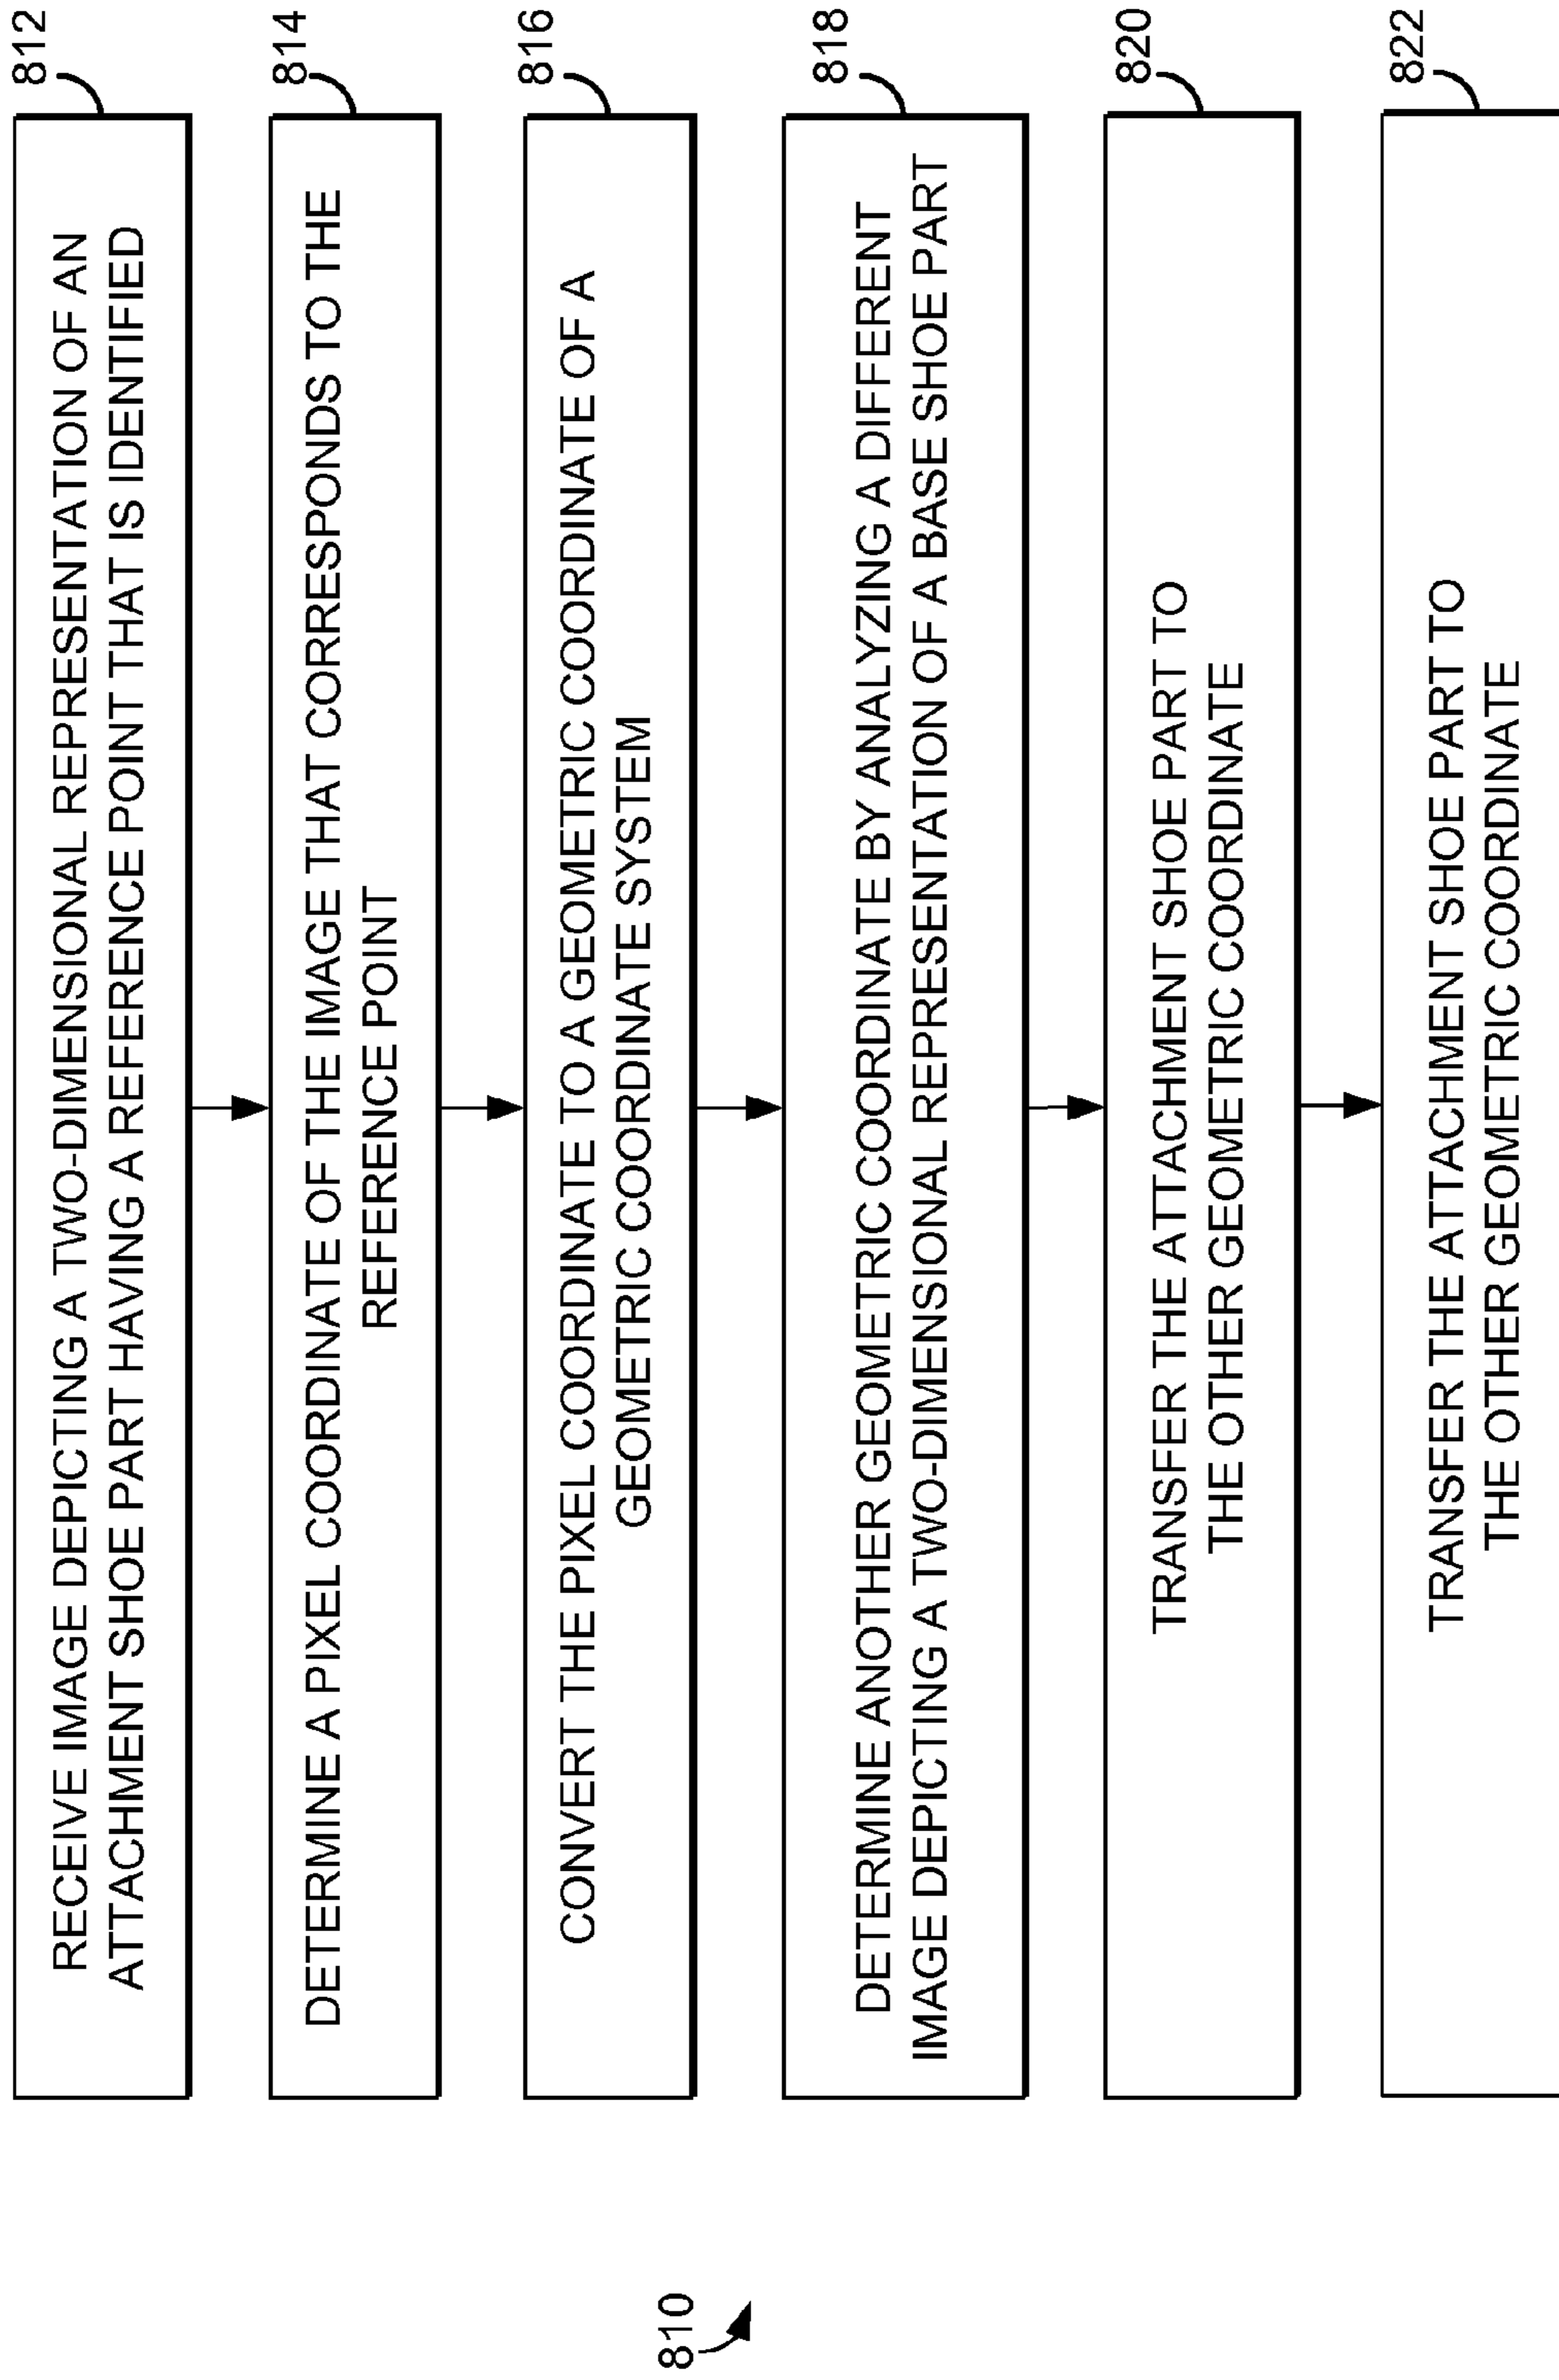 810
812
RECEIVE IMAGE DEPICTING A TWO-DIMENSIONAL REPRESENTATION OF AN
ATTACHMENT SHOE PART HAVING A REFERENCE POINT THAT IS IDENTIFIED
814
DETERMINE A PIXEL COORDINATE OF THE IMAGE THAT CORRESPONDS TO THE
REFERENCE POINT
816
CONVERT THE PIXEL COORDINATE TO A GEOMETRIC COORDINATE OF A
GEOMETRIC COORDINATE SYSTEM
818
DETERMINE ANOTHER GEOMETRIC COORDINATE BY ANALYZING A DIFFERENT
IMAGE DEPICTING A TWO-DIMENSIONAL REPRESENTATION OF A BASE SHOE PART
820
TRANSFER THE ATTACHMENT SHOE PART TO
THE OTHER GEOMETRIC COORDINATE
822
TRANSFER THE ATTACHMENT SHOE PART TO
THE OTHER GEOMETRIC COORDINATE